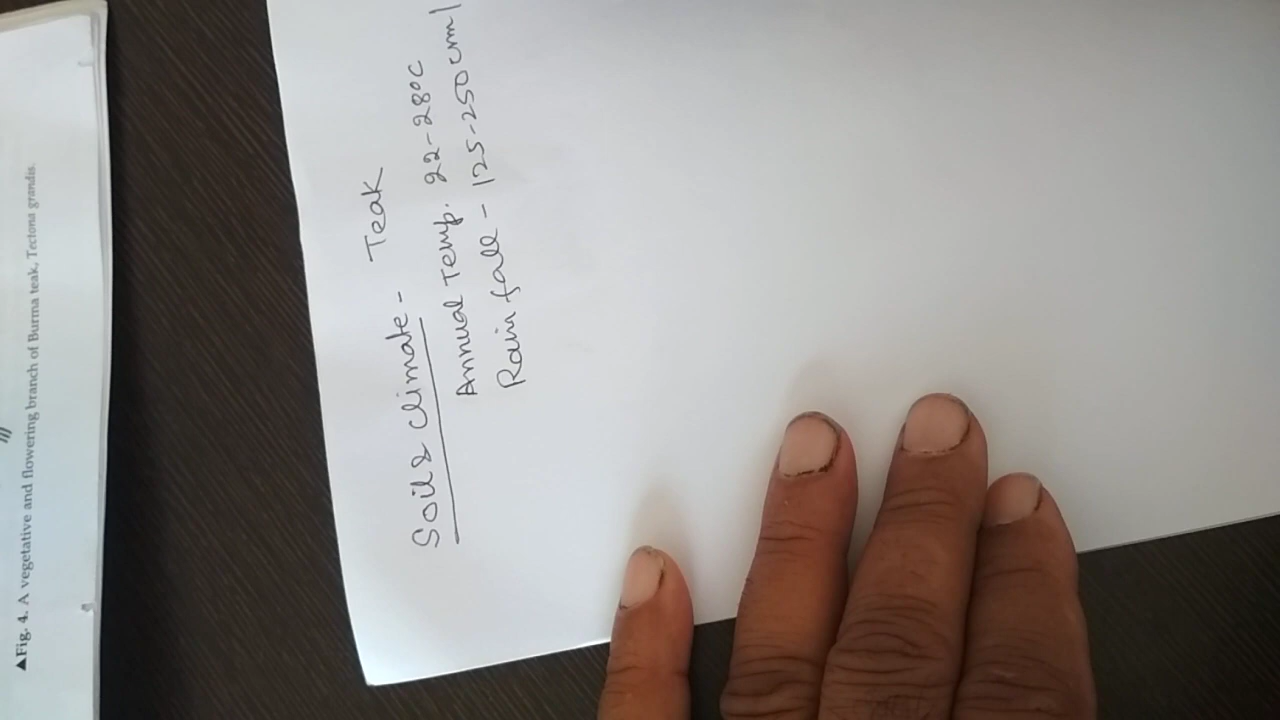 ▲Fig. 4. A vegetative and flowering branch of Burma teak, Tectona grandis.
Soil & climate - Teak
Annual Temp. 22-28°C
Rain fall - 125-250 cm/